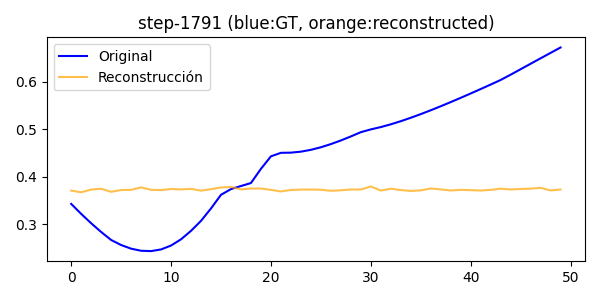 step-1791 (blue:GT, orange:reconstructed)
Original
Reconstrucción
0.6
0.5
0.4
0.3
0 10 20 30 40 50